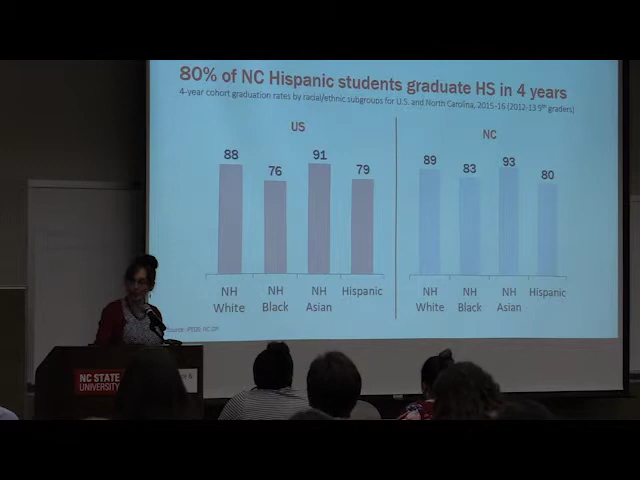 80% of NC Hispanic students graduate HS in 4 years
4-year cohort graduation rates by racial/ethnic subgroups for U.S. and North Carolina, 2015-16 (2012-13 9th graders)
US
NC
88
76
91
79
89
83
93
80
NH White
NH Black
NH Asian
Hispanic
NH White
NH Black
NH Asian
Hispanic
Source:
NC STATE
UNIVERSITY